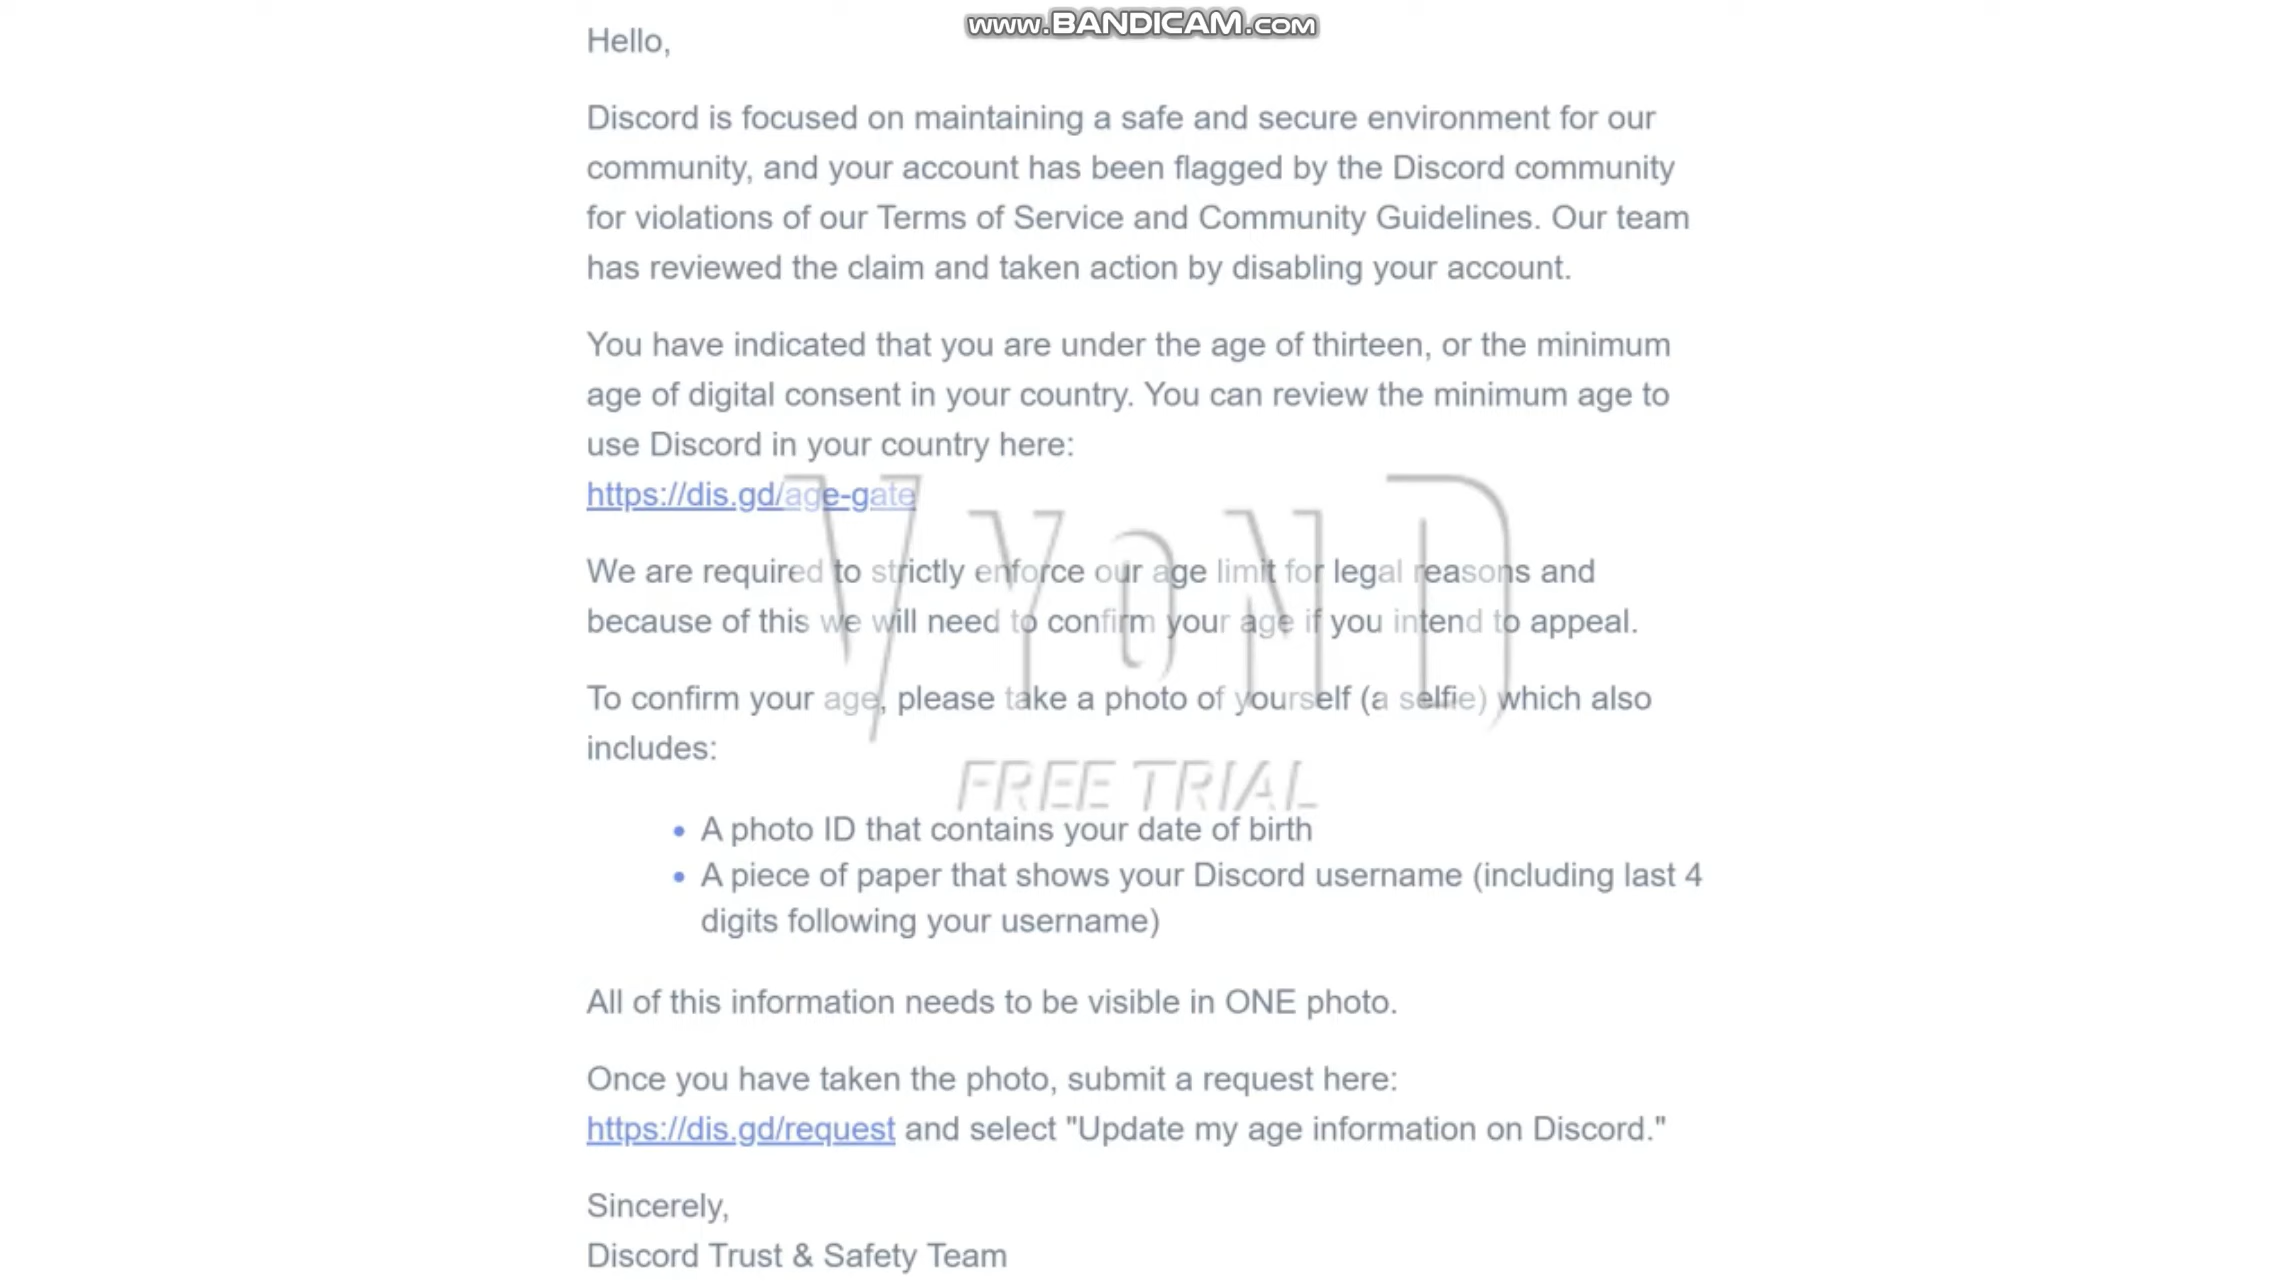 www.BANDICAM.com
Hello,
Discord is focused on maintaining a safe and secure environment for our
community, and your account has been flagged by the Discord community
for violations of our Terms of Service and Community Guidelines. Our team
has reviewed the claim and taken action by disabling your account.
You have indicated that you are under the age of thirteen, or the minimum
age of digital consent in your country. You can review the minimum age to
use Discord in your country here:
https://dis.gd/age-gate
We are required to strictly enforce our age limit for legal reasons and
because of this we will need to confirm your age if you intend to appeal.
To confirm your age, please take a photo of yourself (a selfie) which also
includes:
VYOND
FREE TRIAL
• A photo ID that contains your date of birth
• A piece of paper that shows your Discord username (including last 4
digits following your username)
All of this information needs to be visible in ONE photo.
Once you have taken the photo, submit a request here:
https://dis.gd/request and select "Update my age information on Discord."
Sincerely,
Discord Trust & Safety Team